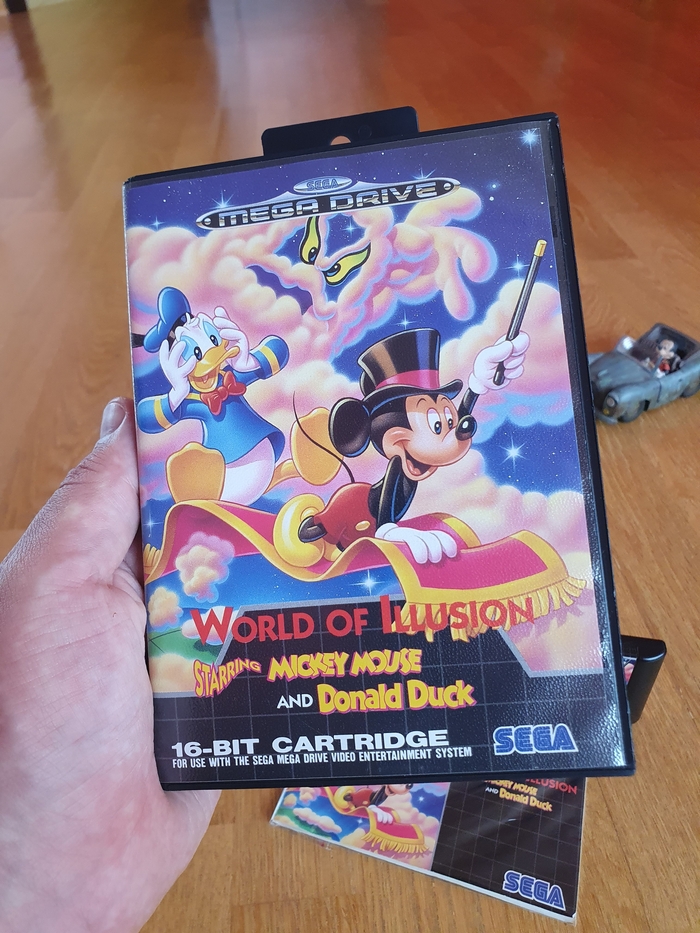 SEGA
MEGA DRIVE
WORLD OF ILLUSION
STARRING MICKEY MOUSE
AND Donald Duck
16-BIT CARTRIDGE
FOR USE WITH THE SEGA MEGA DRIVE VIDEO ENTERTAINMENT SYSTEM
SEGA
ILLUSION
MICKEY MOUSE
AND Donald Duck
SEGA